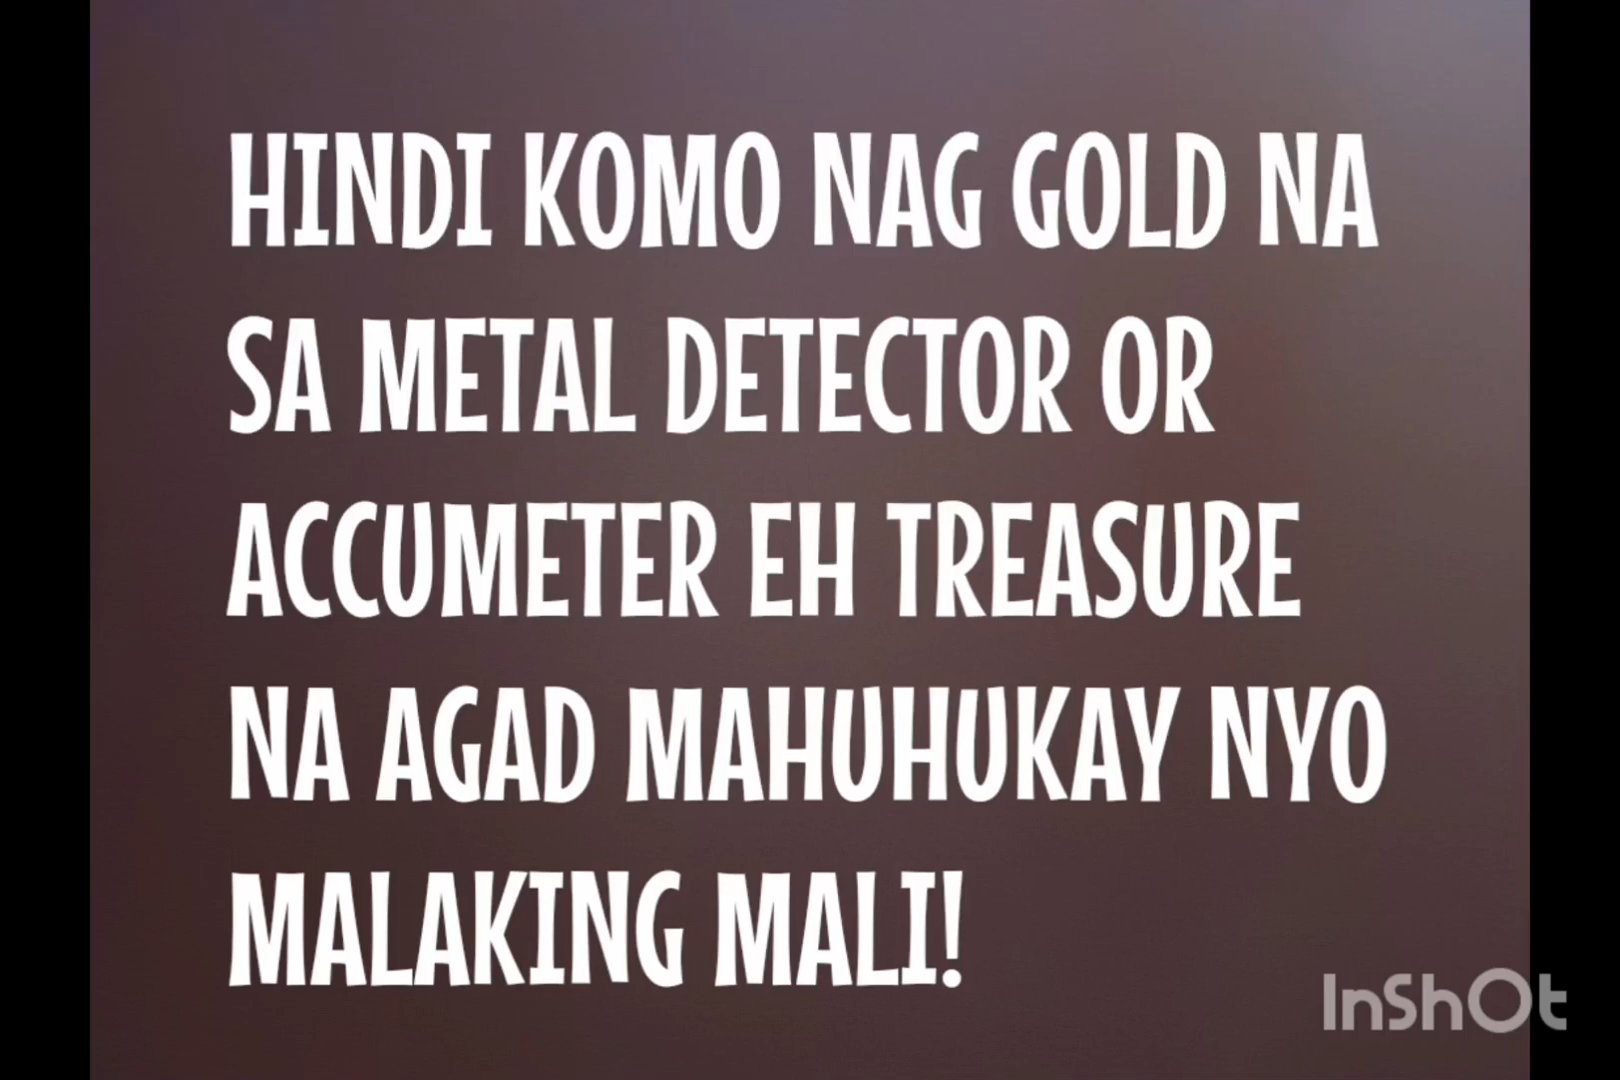 HINDI KOMO NAG GOLD NA
SA METAL DETECTOR OR
ACCUMETER EH TREASURE
NA AGAD MAHUHUKAY NYO
MALAKING MALI!
InShOt